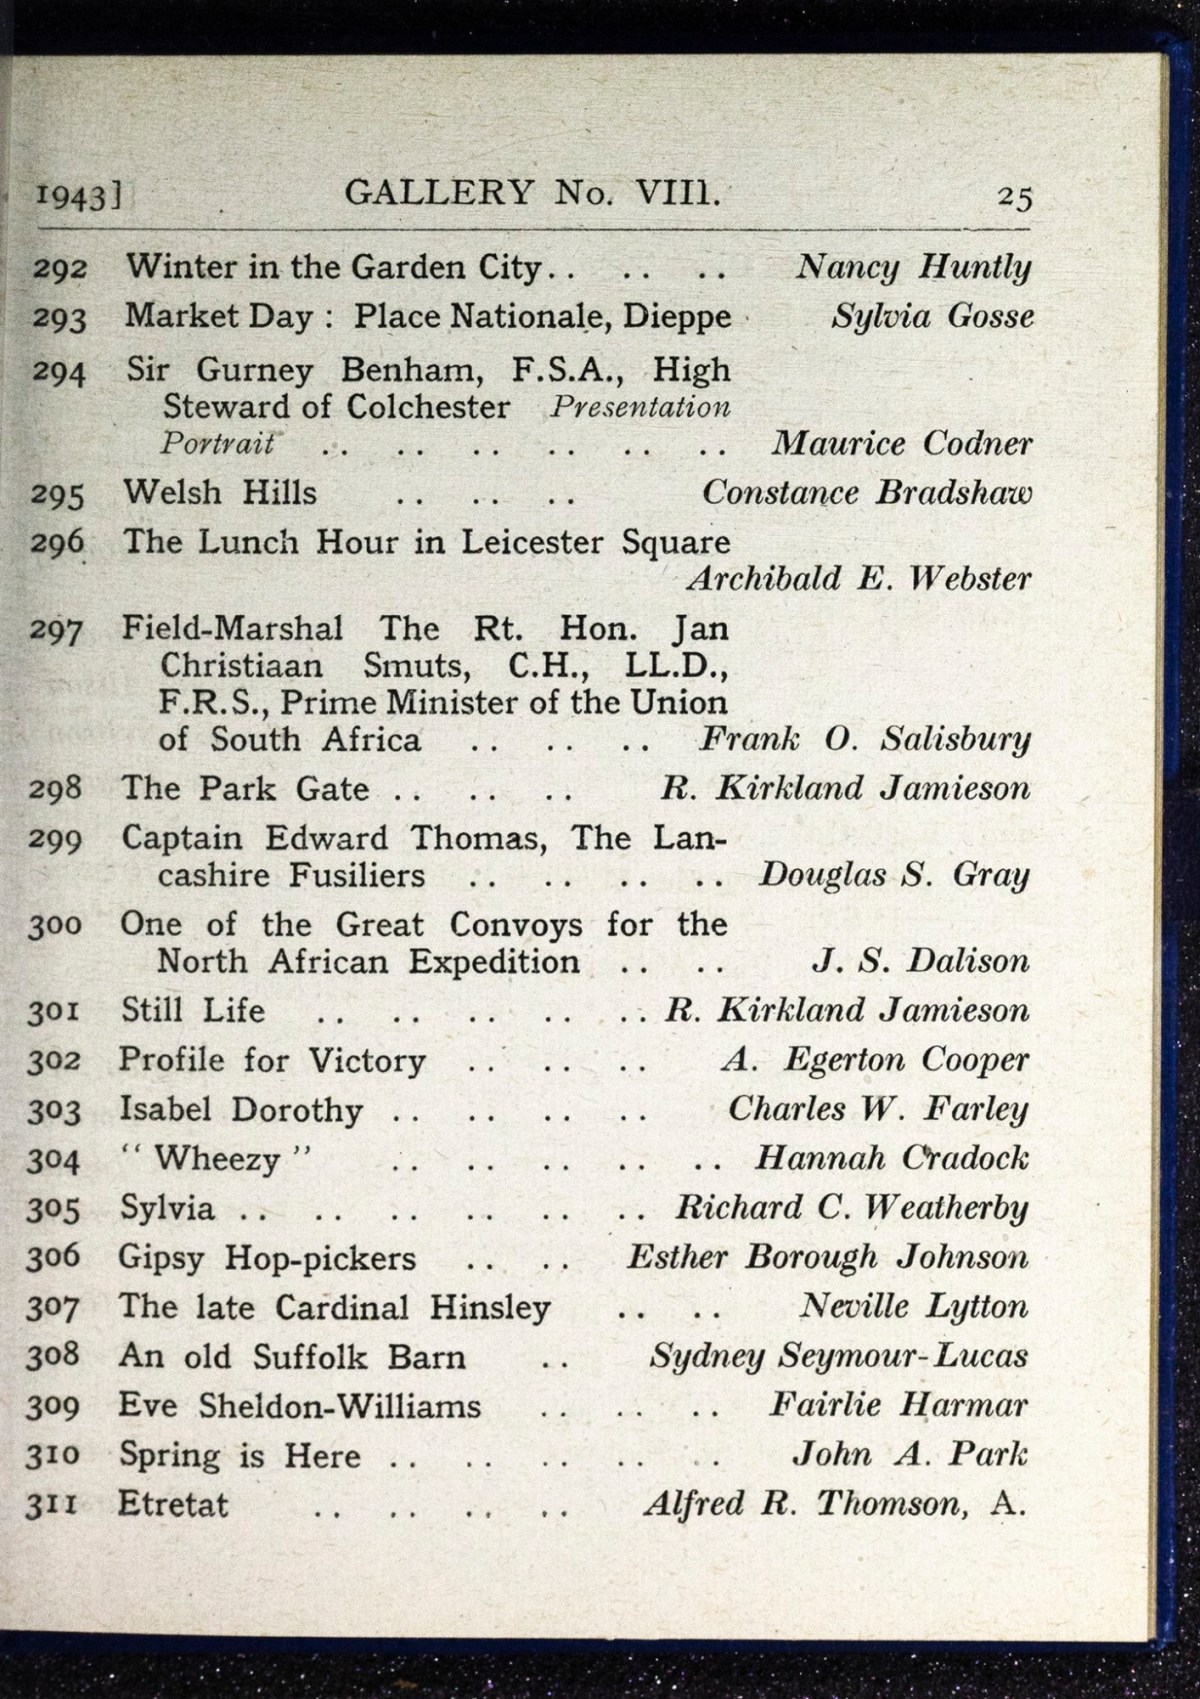 1943] GALLERY No. VIII. 25
292 Winter in the Garden City. . . . . . Nancy Huntly
293 Market Day : Place Nationale, Dieppe Sylvia Gosse
294 Sir Gurney Benham, F.S.A., High
Steward of Colchester Presentation
Portrait . . . . . . . . . . . . Maurice Codner
295 Welsh Hills . . . . . . Constance Bradshaw
296 The Lunch Hour in Leicester Square
Archibald E. Webster
297 Field-Marshal The Rt. Hon. Jan
Christiaan Smuts, C.H., LL.D.,
F.R.S., Prime Minister of the Union
of South Africa . . . . . . Frank O. Salisbury
298 The Park Gate . . . . . . R. Kirkland Jamieson
299 Captain Edward Thomas, The Lan-
cashire Fusiliers . . . . . . . . Douglas S. Gray
300 One of the Great Convoys for the
North African Expedition . . . . J. S. Dalison
301 Still Life . . . . . . . . . . R. Kirkland Jamieson
302 Profile for Victory . . . . . . A. Egerton Cooper
303 Isabel Dorothy . . . . . . . . Charles W. Farley
304 “ Wheezy ” . . . . . . . . . . Hannah Cradock
305 Sylvia . . . . . . . . . . . . Richard C. Weatherby
306 Gipsy Hop-pickers . . . . Esther Borough Johnson
307 The late Cardinal Hinsley . . . . Neville Lytton
308 An old Suffolk Barn . . Sydney Seymour-Lucas
309 Eve Sheldon-Williams . . . . . . Fairlie Harmar
310 Spring is Here . . . . . . . . . . John A. Park
311 Etretat . . . . . . . . Alfred R. Thomson, A.